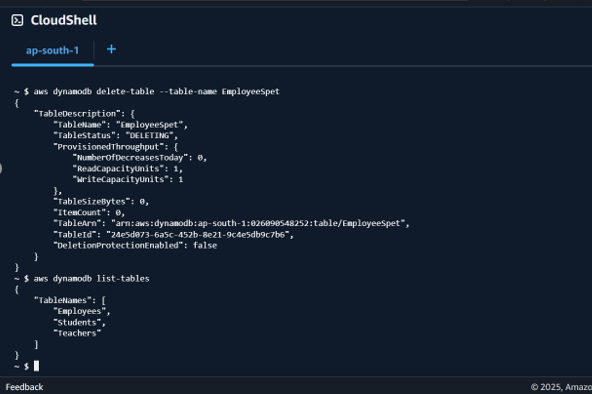 CloudShell
ap-south-1 +
~ $ aws dynamodb delete-table --table-name EmployeeSpet
{
    "TableDescription": {
        "TableName": "EmployeeSpet",
        "TableStatus": "DELETING",
        "ProvisionedThroughput": {
            "NumberOfDecreasesToday": 0,
            "ReadCapacityUnits": 1,
            "WriteCapacityUnits": 1
        },
        "TableSizeBytes": 0,
        "ItemCount": 0,
        "TableArn": "arn:aws:dynamodb:ap-south-1:026090548252:table/EmployeeSpet",
        "TableId": "24e5d073-6a5c-452b-8e21-9c4e5db9c7b6",
        "DeletionProtectionEnabled": false
    }
}
~ $ aws dynamodb list-tables
{
    "TableNames": [
        "Employees",
        "Students",
        "Teachers"
    ]
}
~ $
Feedback © 2025, Amazo